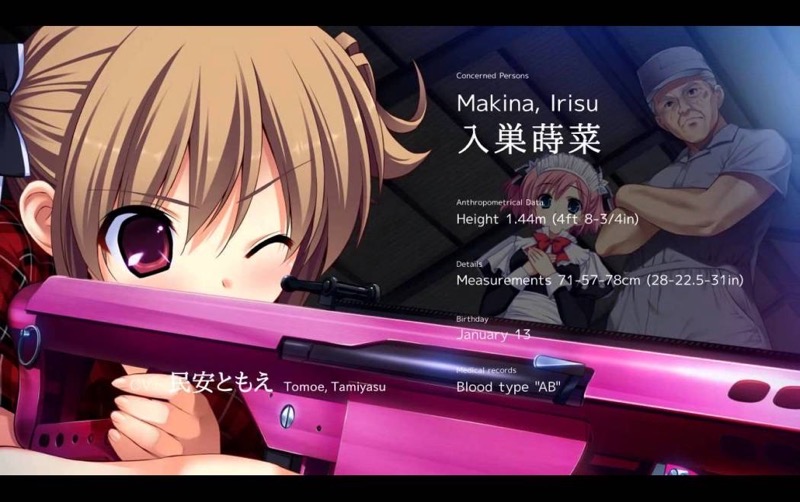 Concerned Persons
Makina, Irisu
入巣蒔菜
Anthropometrical Data
Height 1.44m (4ft 8-3/4in)
Details
Measurements 71-57-78cm (28-22.5-31in)
Birthday
January 13
Medical records
Blood type "AB"
民安ともえ Tomoe, Tamiyasu